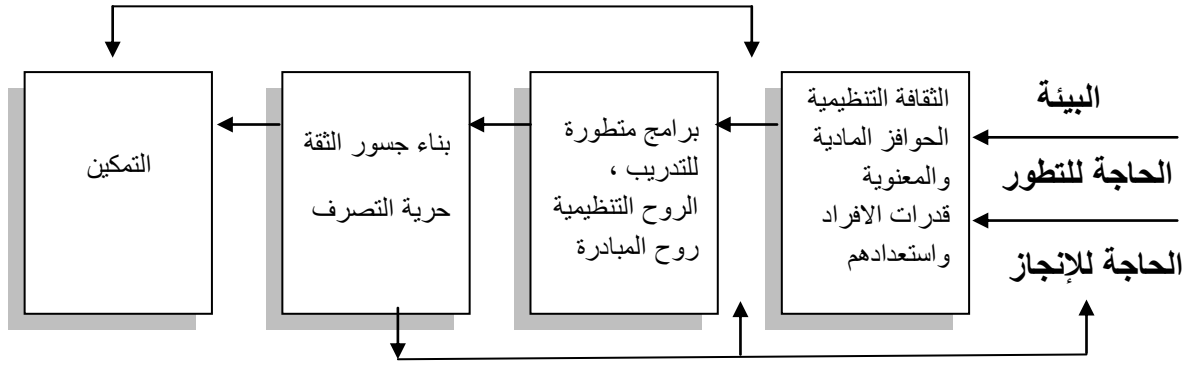 البيئة
الحاجة للتطور
الحاجة للإنجاز
الثقافة التنظيمية
الحوافز المادية
والمعنوية
قدرات الافراد
واستعدادهم
برامج متطورة
للتدريب ،
الروح التنظيمية
روح المبادرة
بناء جسور الثقة
حرية التصرف
التمكين